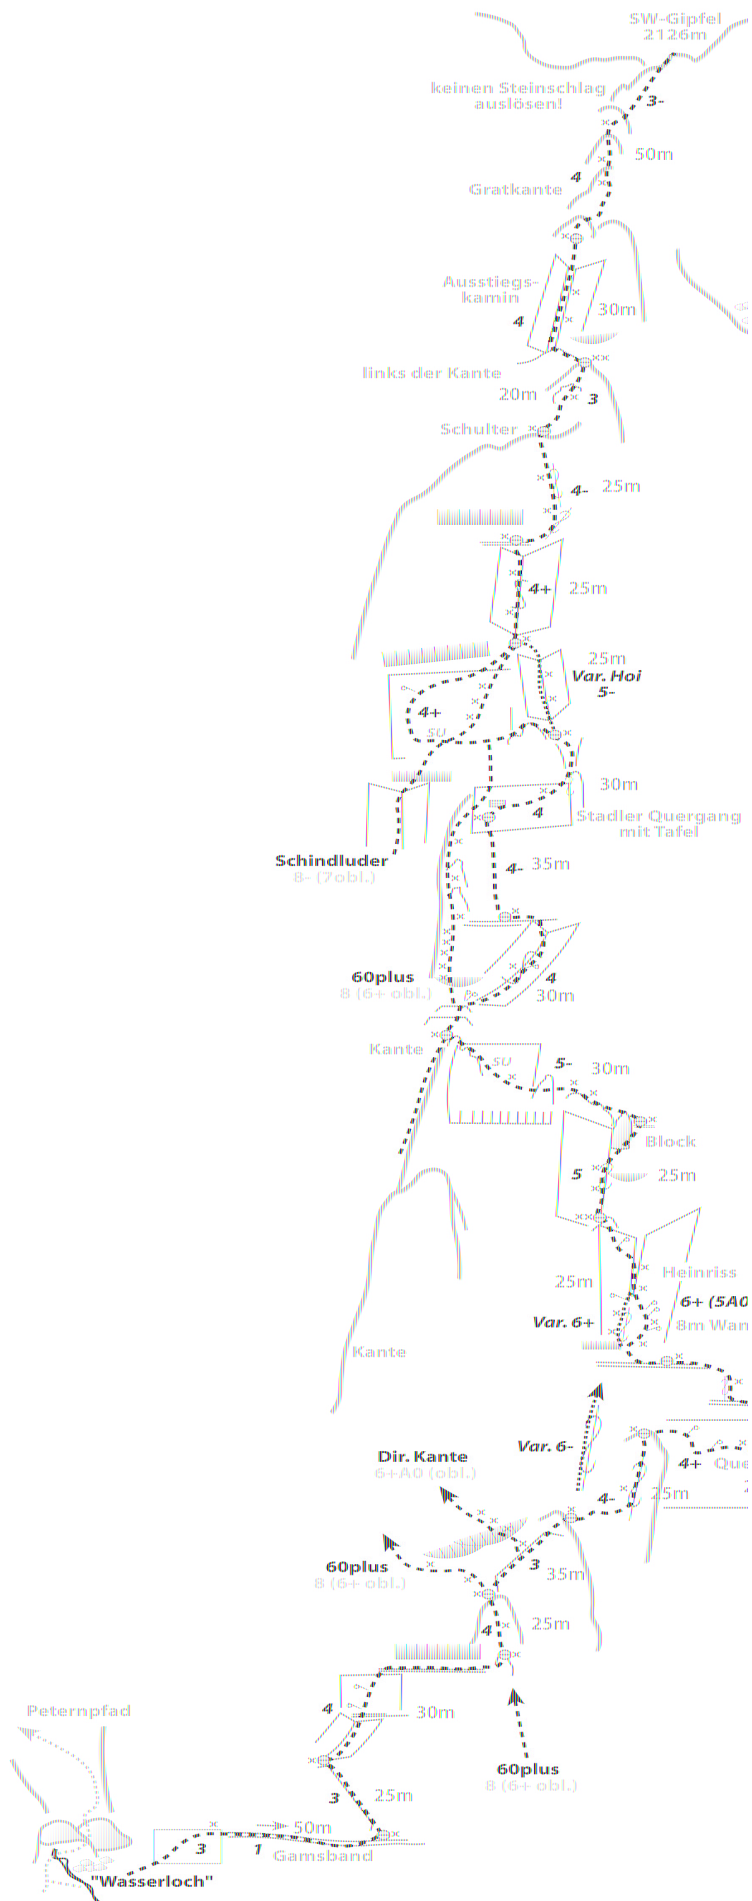 SW-Gipfel
2126m
keinen Steinschlag
auslösen!
3-
50m
4
Gratkante
Ausstiegs-
kamin
30m
4
links der Kante
20m
3
Schulter
4- 25m
4+ 25m
25m
Var. Hoi
5-
4+
SU
30m
4
Stadler Quergang
mit Tafel
Schindluder
8- (7obl.)
4- 35m
60plus
8 (6+ obl.)
4
30m
Kante
SU
5- 30m
Block
5
25m
25m
Heinriss
6+ (5A0
Var. 6+
8m Wan
Kante
Var. 6-
Dir. Kante
6+A0 (obl.)
4+ Que
4- 25m
60plus
8 (6+ obl.)
3
35m
4
25m
Peternpfad
4
30m
60plus
8 (6+ obl.)
3
25m
50m
3
1
Gamsband
"Wasserloch"